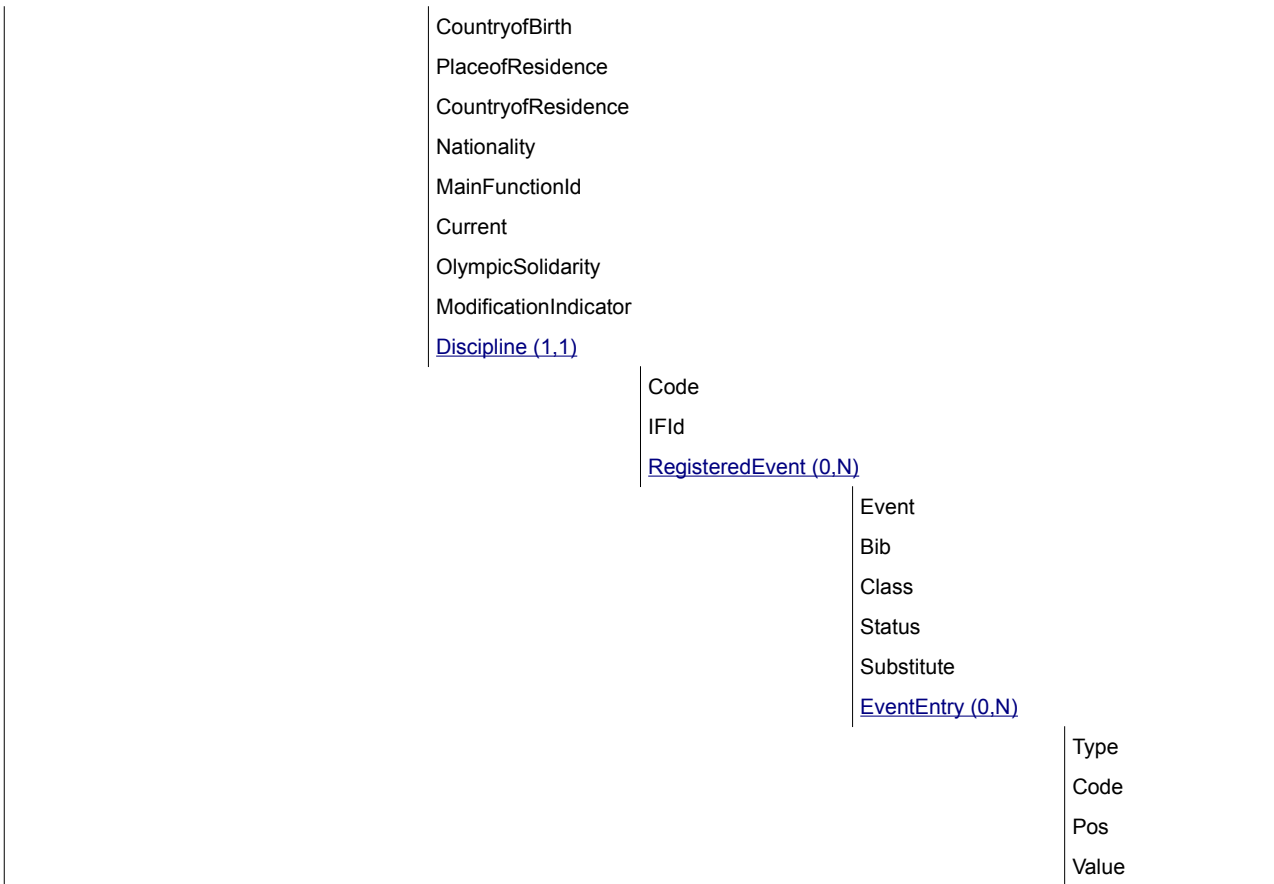 CountryofBirth
PlaceofResidence
CountryofResidence
Nationality
MainFunctionId
Current
OlympicSolidarity
ModificationIndicator
Discipline (1,1)
Code
IFId
RegisteredEvent (0,N)
Event
Bib
Class
Status
Substitute
EventEntry (0,N)
Type
Code
Pos
Value